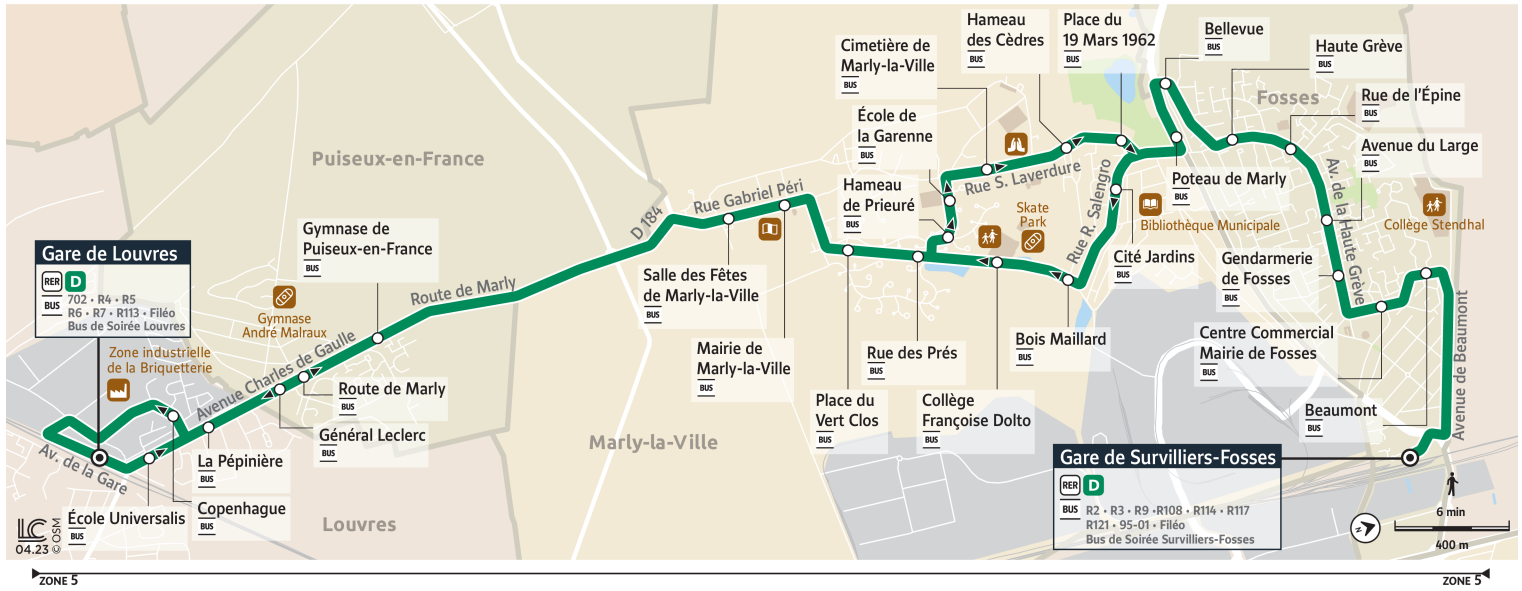 Gare de Louvres
RER D
BUS
702 • R4 • R5
R6 • R7 • R113 • Filéo
Bus de Soirée Louvres
Zone industrielle
de la Briquetterie
Av. de la Gare
École Universalis
BUS
Copenhague
BUS
La Pépinière
BUS
Général Leclerc
BUS
Route de Marly
BUS
Avenue Charles de Gaulle
Gymnase
André Malraux
Gymnase de
Puiseux-en-France
BUS
Puiseux-en-France
Louvres
Route de Marly
D 184
Rue Gabriel Péri
Salle des Fêtes
de Marly-la-Ville
BUS
Mairie de
Marly-la-Ville
BUS
Marly-la-Ville
Place du
Vert Clos
BUS
Rue des Prés
BUS
Collège
Françoise Dolto
BUS
Bois Maillard
BUS
Hameau
de Prieuré
BUS
École de
la Garenne
BUS
Cimetière de
Marly-la-Ville
BUS
Hameau
des Cèdres
BUS
Place du
19 Mars 1962
BUS
Rue S. Laverdure
Skate
Park
Rue R. Salengro
Bibliothèque Municipale
Cité Jardins
BUS
Poteau de Marly
BUS
Bellevue
BUS
Haute Grève
BUS
Fosses
Rue de l'Épine
BUS
Avenue du Large
BUS
Av. de la Haute Grève
Collège Stendhal
Gendarmerie
de Fosses
BUS
Centre Commercial
Mairie de Fosses
BUS
Beaumont
BUS
Avenue de Beaumont
Gare de Survilliers-Fosses
RER D
BUS
R2 • R3 • R9 •R108 • R114 • R117
R121 • 95-01 • Filéo
Bus de Soirée Survilliers-Fosses
N
6 min
400 m
LC
04.23
© OSM
ZONE 5
ZONE 5